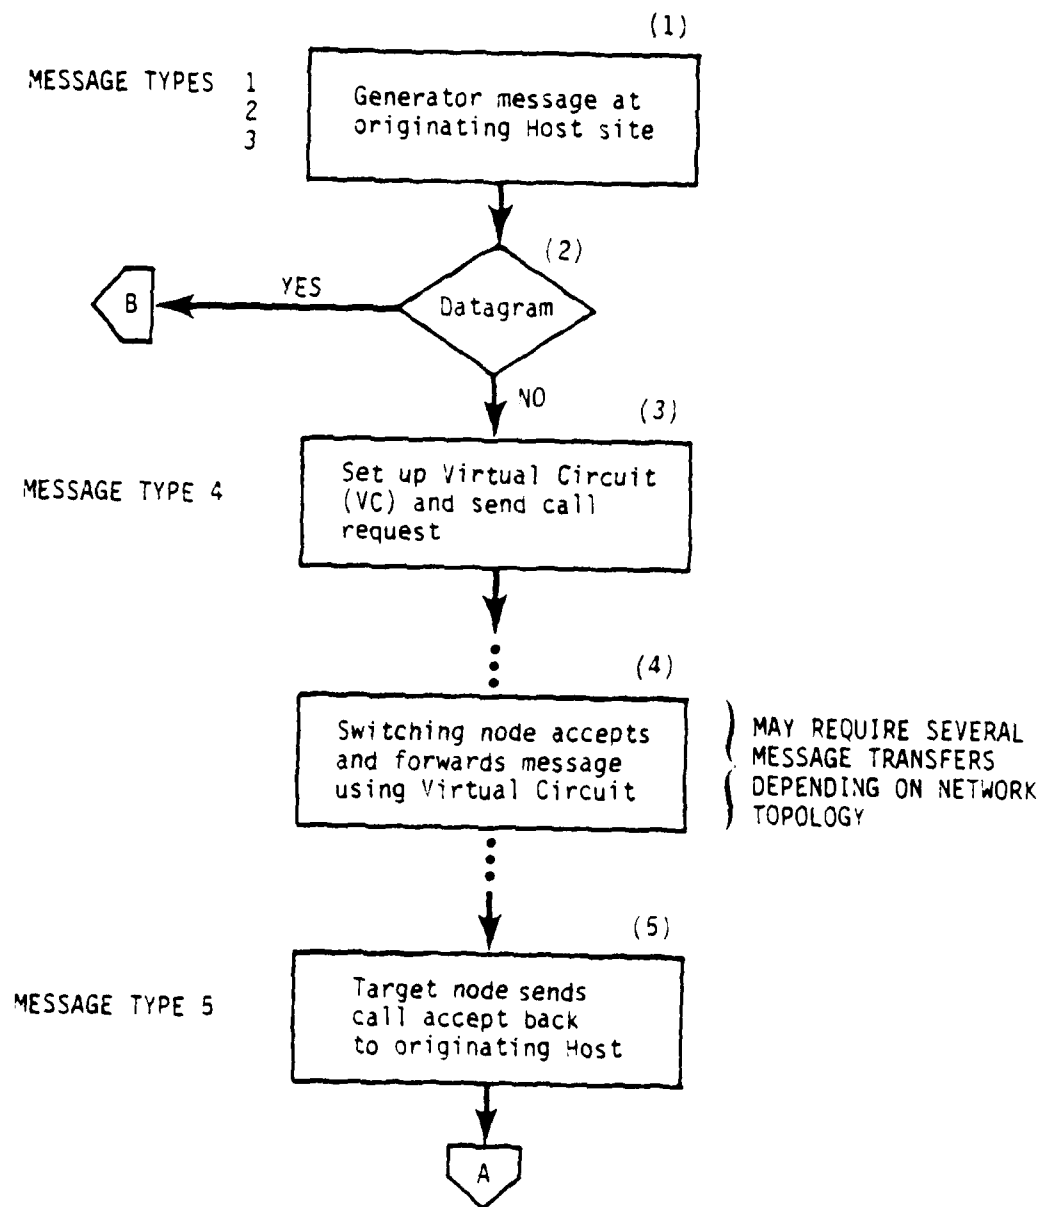 (1)
MESSAGE TYPES 1
2
3
Generator message at
originating Host site
(2)
Datagram
YES
B
NO
(3)
MESSAGE TYPE 4
Set up Virtual Circuit
(VC) and send call
request
(4)
Switching node accepts
and forwards message
using Virtual Circuit
MAY REQUIRE SEVERAL
MESSAGE TRANSFERS
DEPENDING ON NETWORK
TOPOLOGY
(5)
MESSAGE TYPE 5
Target node sends
call accept back
to originating Host
A